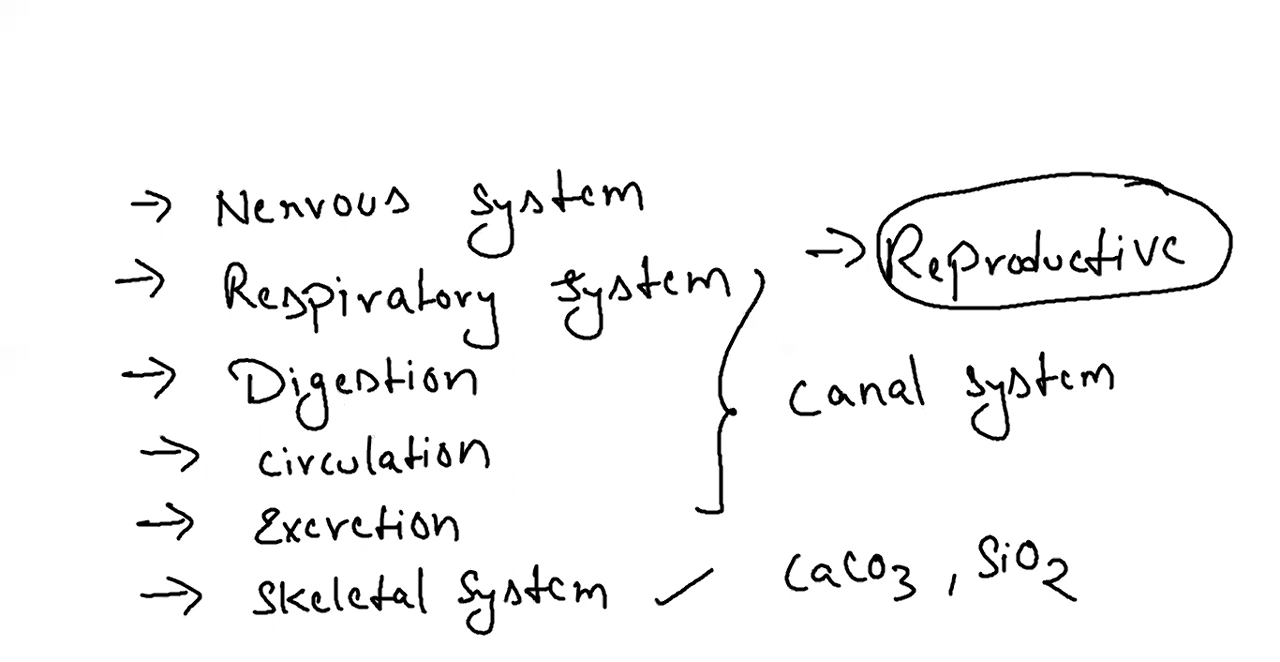 → Nervous system
→ Respiratory system
→ Digestion
→ circulation
→ Excretion
→ Skeletal system ✓
→ Reproductive
canal system
CaCO3, SiO2